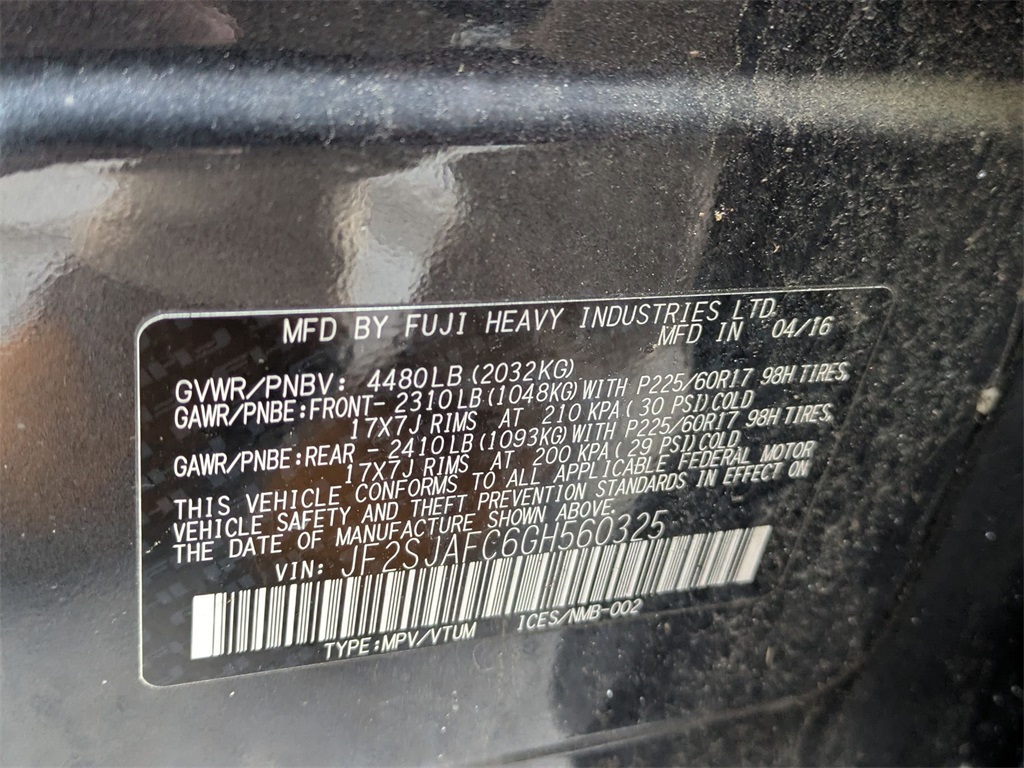 MFD BY FUJI HEAVY INDUSTRIES LTD.
MFD IN 04/16
GVWR/PNBV: 4480LB(2032KG)
GAWR/PNBE:FRONT- 2310LB(1048KG)WITH P225/60R17 98H TIRES,
17X7J RIMS AT 210 KPA(30 PSI)COLD
GAWR/PNBE:REAR - 2410LB(1093KG)WITH P225/60R17 98H TIRES,
17X7J RIMS AT 200 KPA(29 PSI)COLD
THIS VEHICLE CONFORMS TO ALL APPLICABLE FEDERAL MOTOR
VEHICLE SAFETY AND THEFT PREVENTION STANDARDS IN EFFECT ON
THE DATE OF MANUFACTURE SHOWN ABOVE.
VIN: JF2SJAFC6GH560325
TYPE:MPV/VTUM ICES/NMB-002